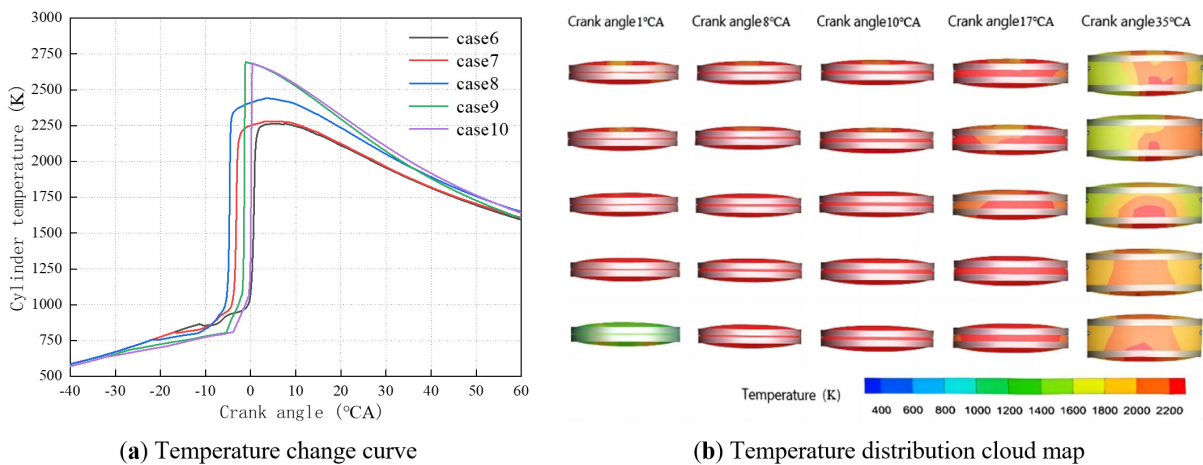 3000
2750
2500
2250
2000
1750
1500
1250
1000
750
500
Cylinder temperature (K)
case6
case7
case8
case9
case10
-40 -30 -20 -10 0 10 20 30 40 50 60
Crank angle (°CA)
(a) Temperature change curve
Crank angle1°CA Crank angle8°CA Crank angle10°CA Crank angle17°CA Crank angle35°CA
Temperature (K)
400 600 800 1000 1200 1400 1600 1800 2000 2200
(b) Temperature distribution cloud map